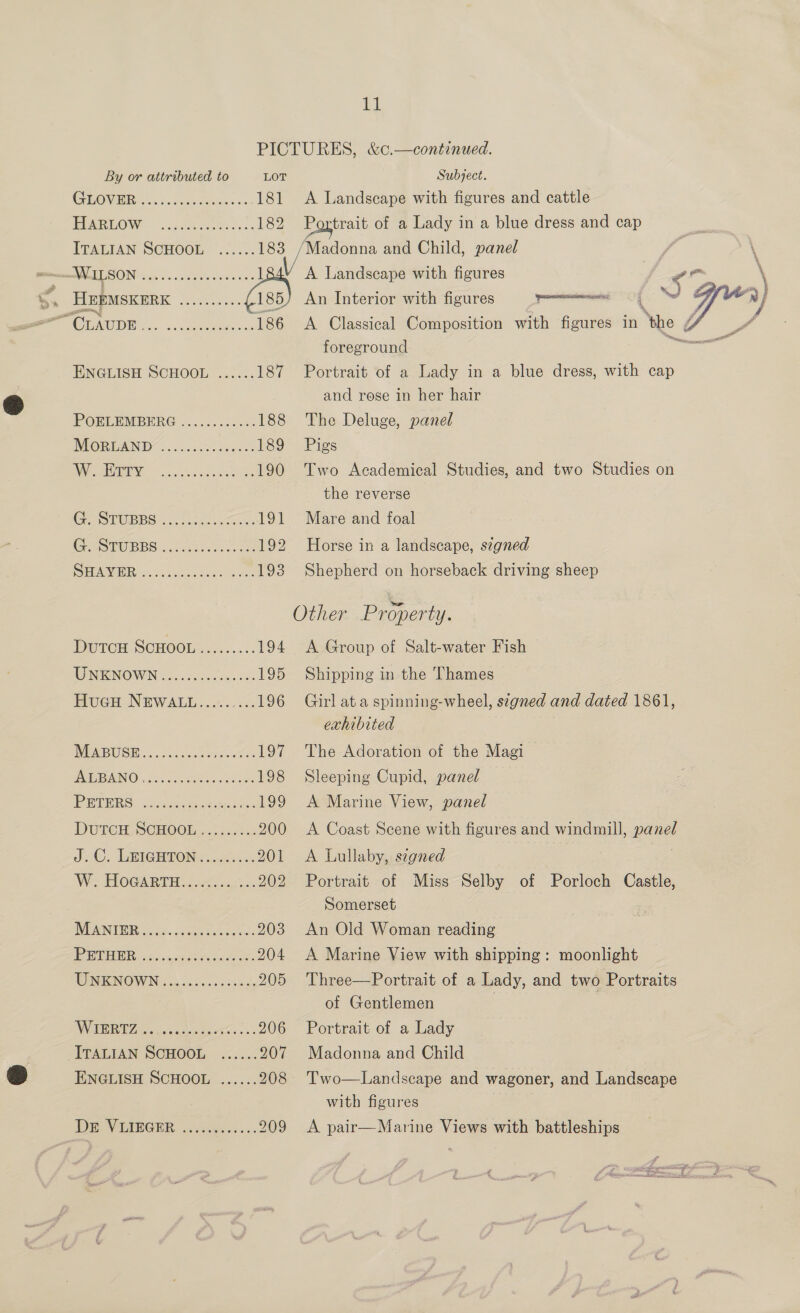 11
PICTURES, &c.—continued.
By or attributed to LOT Subject.
GLOVER .................. 181 A Landscape with figures and cattle
HARLOW .................. 182 Portrait of a Lady in a blue dress and cap
ITALIAN SCHOOL ...... 183 Madonna and Child, panel
WILSON .................. 184 A Landscape with figures
S. HEEMSKERK .......... 185 An Interior with figures
CLAUDE .................. 186 A Classical Composition with figures in the
foreground
ENGLISH SCHOOL ...... 187 Portrait of a Lady in a blue dress, with cap
and rose in her hair
POELEMBERG ............ 188 The Deluge, panel
MORLAND ............... 189 Pigs
W. ETTY ............... 190 Two Academical Studies, and two Studies on
the reverse
G. STUBBS ............... 191 Mare and foal
G. STUBBS ............... 192 Horse in a landscape, signed
SHAYER .................. 193 Shepherd on horseback driving sheep
Other Property.
DUTCH SCHOOL ......... 194 A Group of Salt-water Fish
UNKNOWN ............... 195 Shipping in the Thames
HUGH NEWALL ......... 196 Girl at a spinning-wheel, signed and dated 1861,
exhibited
MABUSE .................. 197 The Adoration of the Magi
ALBANO .................. 198 Sleeping Cupid, panel
PETERS .................. 199 A Marine View, panel
DUTCH SCHOOL ......... 200 A Coast Scene with figures and windmill, panel
J. C. LEIGHTON ......... 201 A Lullaby, signed
W. HOGARTH ............ 202 Portrait of Miss Selby of Porloch Castle,
Somerset
MANIER .................. 203 An Old Woman reading
PETHER .................. 204 A Marine View with shipping: moonlight
UNKNOWN ............... 205 Three—Portrait of a Lady, and two Portraits
of Gentlemen
WIERTZ .................. 206 Portrait of a Lady
ITALIAN SCHOOL ...... 207 Madonna and Child
ENGLISH SCHOOL ...... 208 Two—Landscape and wagoner, and Landscape
with figures
DE VLIEGER ............ 209 A pair—Marine Views with battleships